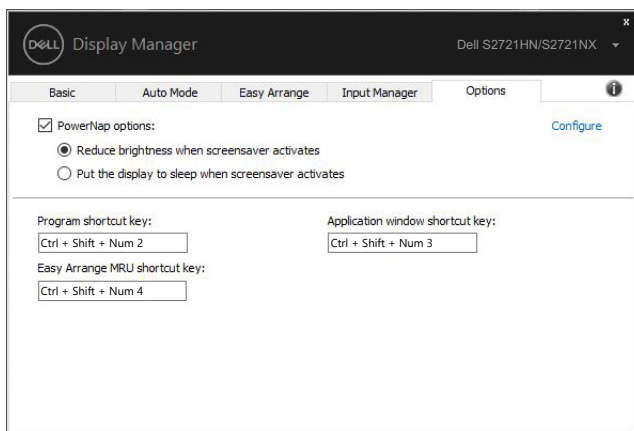 x
DELL Display Manager Dell S2721HN/S2721NX
Basic Auto Mode Easy Arrange Input Manager Options i
PowerNap options: Configure
Reduce brightness when screensaver activates
Put the display to sleep when screensaver activates
Program shortcut key: Application window shortcut key:
Ctrl + Shift + Num 2 Ctrl + Shift + Num 3
Easy Arrange MRU shortcut key:
Ctrl + Shift + Num 4